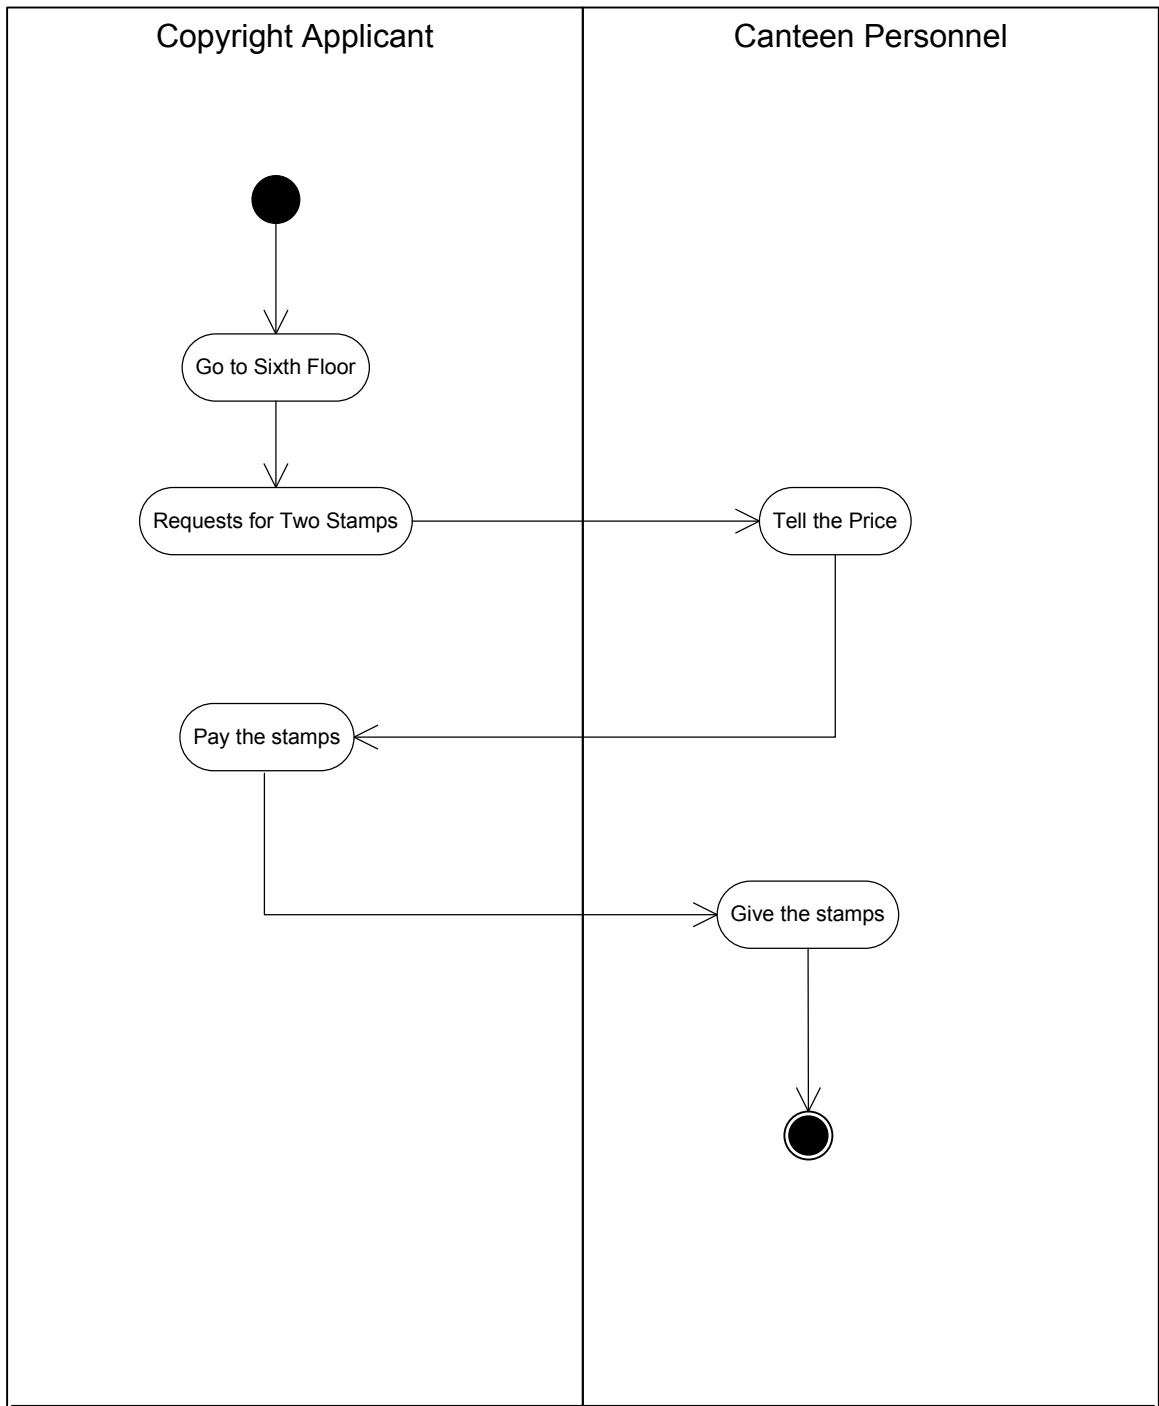 Copyright Applicant
Canteen Personnel
Go to Sixth Floor
Requests for Two Stamps
Tell the Price
Pay the stamps
Give the stamps